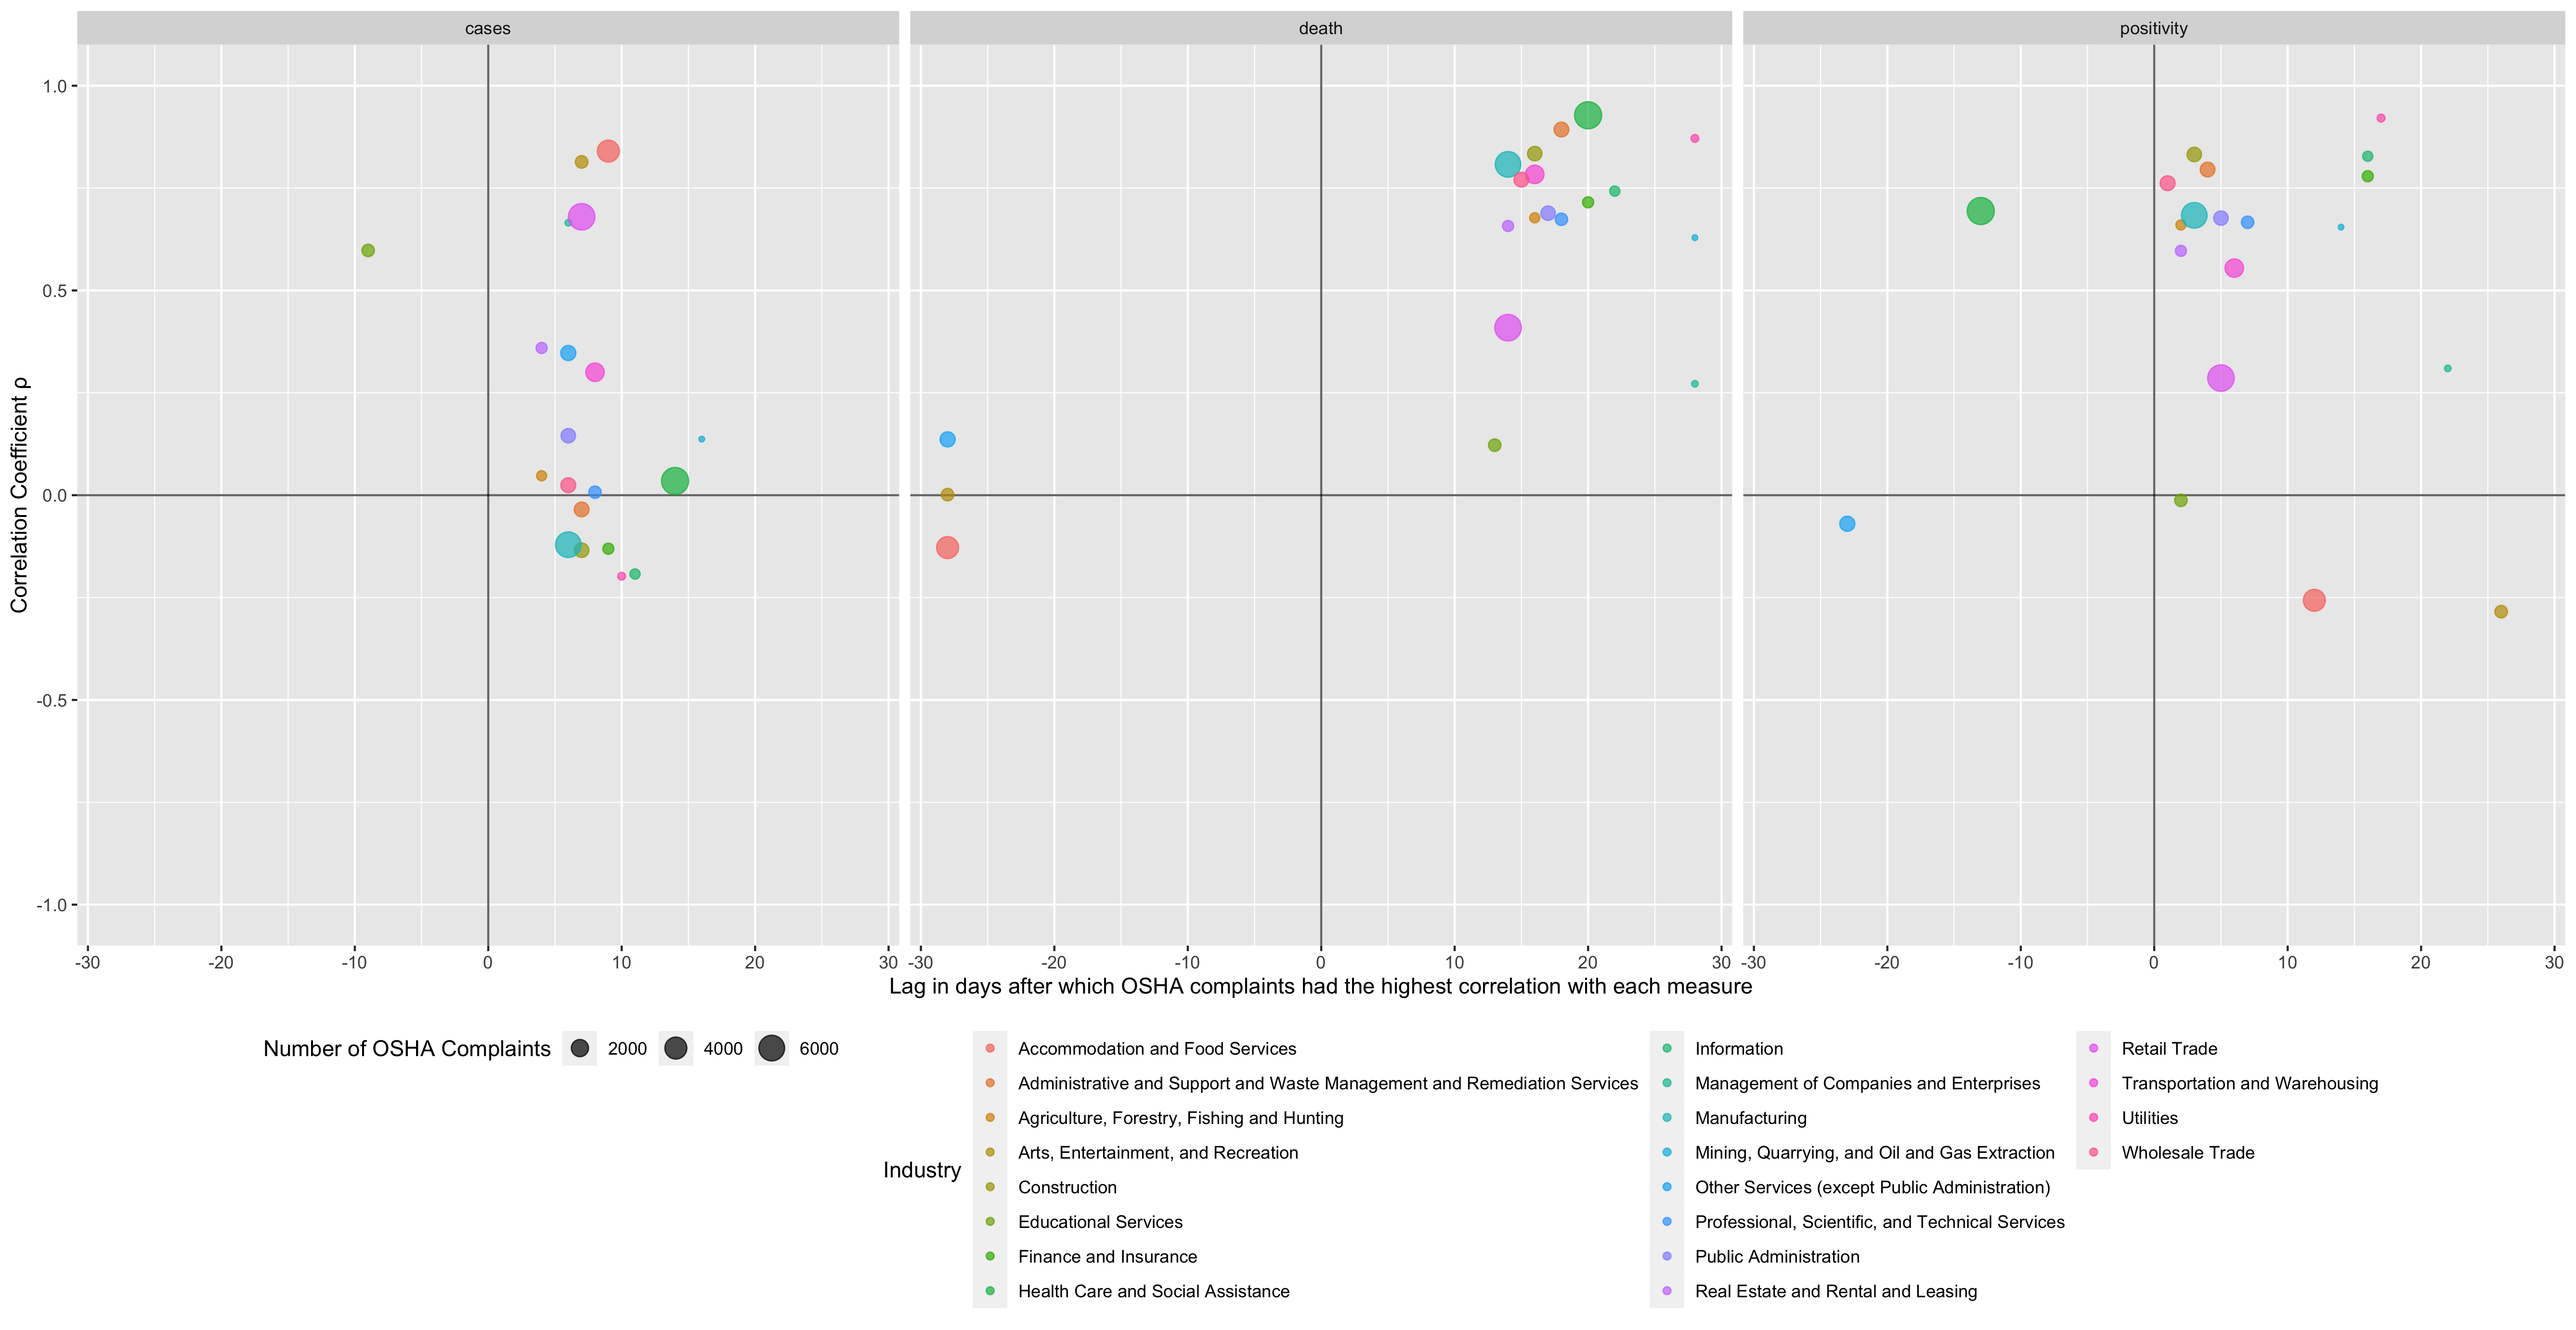 cases death positivity
1.0
0.5
0.0
-0.5
-1.0
Correlation Coefficient ρ
-30 -20 -10 0 10 20 30 -30 -20 -10 0 10 20 30 -30 -20 -10 0 10 20 30
Lag in days after which OSHA complaints had the highest correlation with each measure
Number of OSHA Complaints 2000 4000 6000
Industry
Accommodation and Food Services
Administrative and Support and Waste Management and Remediation Services
Agriculture, Forestry, Fishing and Hunting
Arts, Entertainment, and Recreation
Construction
Educational Services
Finance and Insurance
Health Care and Social Assistance
Information
Management of Companies and Enterprises
Manufacturing
Mining, Quarrying, and Oil and Gas Extraction
Other Services (except Public Administration)
Professional, Scientific, and Technical Services
Public Administration
Real Estate and Rental and Leasing
Retail Trade
Transportation and Warehousing
Utilities
Wholesale Trade